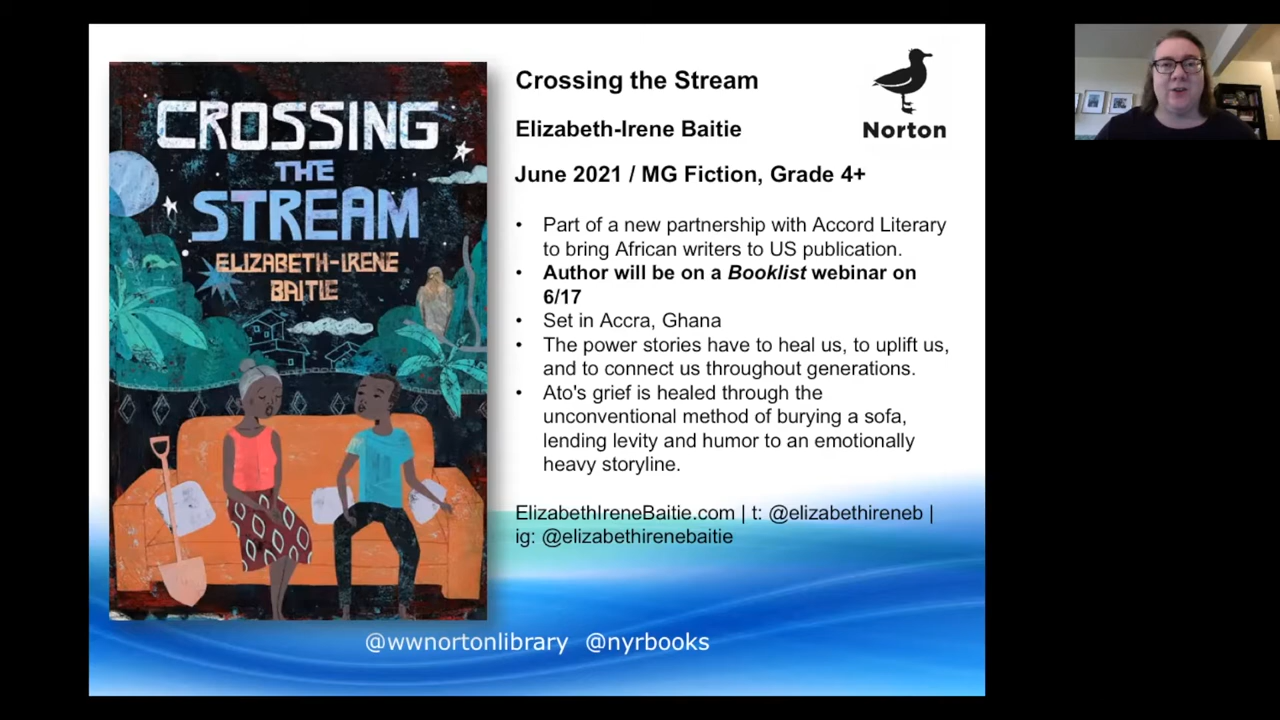 CROSSING
THE
STREAM
ELIZABETH-IRENE
BAITIE
Crossing the Stream
Norton
Elizabeth-Irene Baitie
June 2021 / MG Fiction, Grade 4+
• Part of a new partnership with Accord Literary
to bring African writers to US publication.
• Author will be on a Booklist webinar on
6/17
• Set in Accra, Ghana
• The power stories have to heal us, to uplift us,
and to connect us throughout generations.
• Ato's grief is healed through the
unconventional method of burying a sofa,
lending levity and humor to an emotionally
heavy storyline.
ElizabethIreneBaitie.com | t: @elizabethireneb |
ig: @elizabethirenebaitie
@wwnortonlibrary @nyrbooks